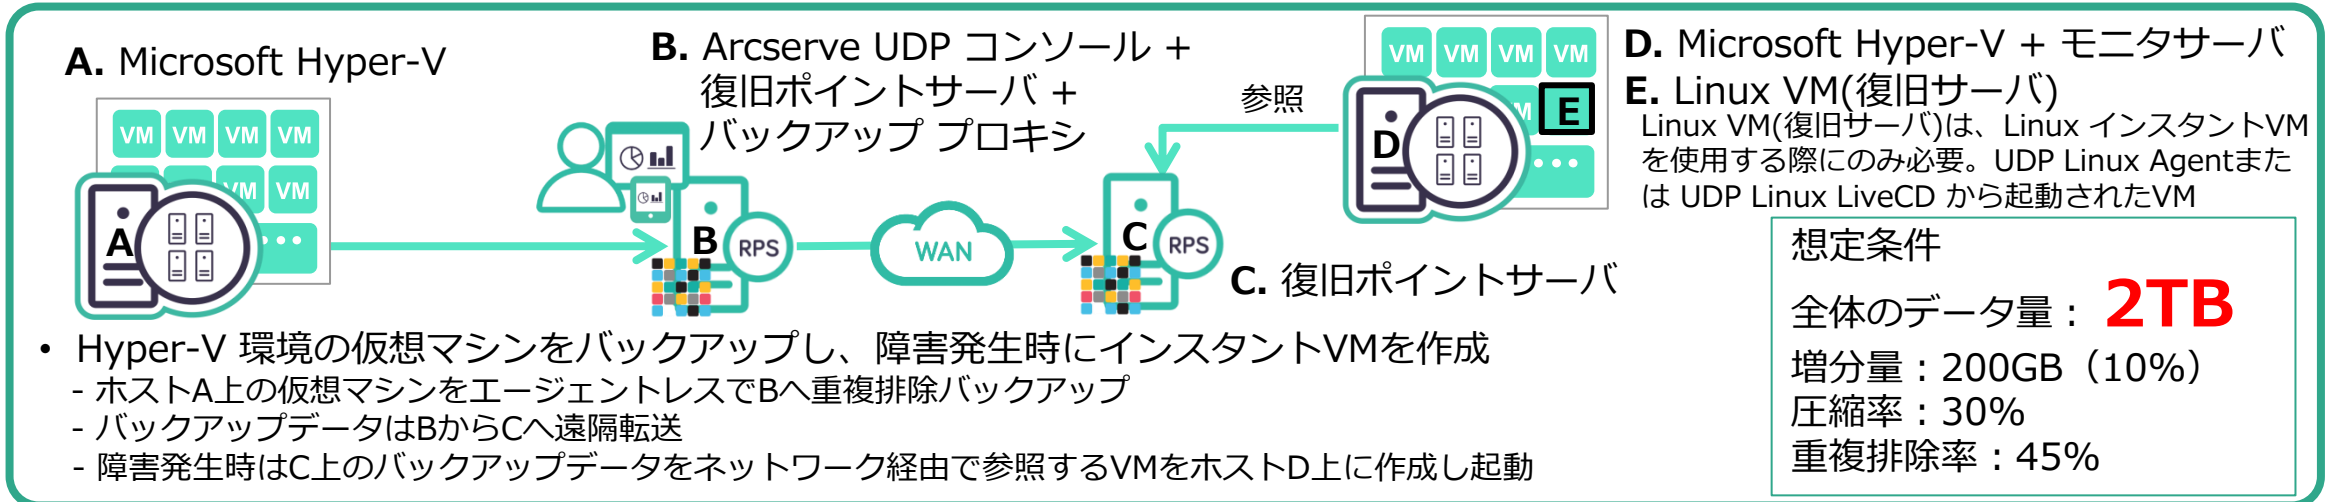 A. Microsoft Hyper-V
VM VM VM VM
VM VM
A
B. Arcserve UDP コンソール +
復旧ポイントサーバ +
バックアップ プロキシ
B
RPS
WAN
参照
C
RPS
C. 復旧ポイントサーバ
VM VM VM VM
D
E
D. Microsoft Hyper-V + モニタサーバ
E. Linux VM(復旧サーバ)
Linux VM(復旧サーバ)は、Linux インスタントVM
を使用する際にのみ必要。UDP Linux Agentまた
は UDP Linux LiveCD から起動されたVM
想定条件
全体のデータ量： 2TB
増分量：200GB（10%）
圧縮率：30%
重複排除率：45%
• Hyper-V 環境の仮想マシンをバックアップし、障害発生時にインスタントVMを作成
- ホストA上の仮想マシンをエージェントレスでBへ重複排除バックアップ
- バックアップデータはBからCへ遠隔転送
- 障害発生時はC上のバックアップデータをネットワーク経由で参照するVMをホストD上に作成し起動